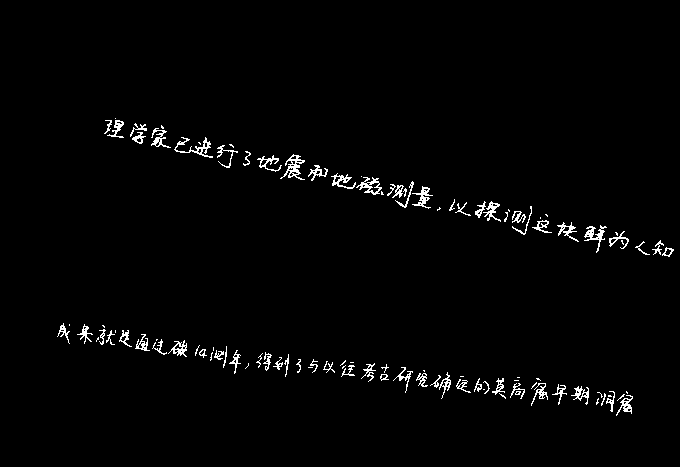 理学家已进行了地震和地磁测量,以探测这块鲜为人知
成果就是通过碳14测年,得到了与以往考古研究确定的莫高窟早期洞窟